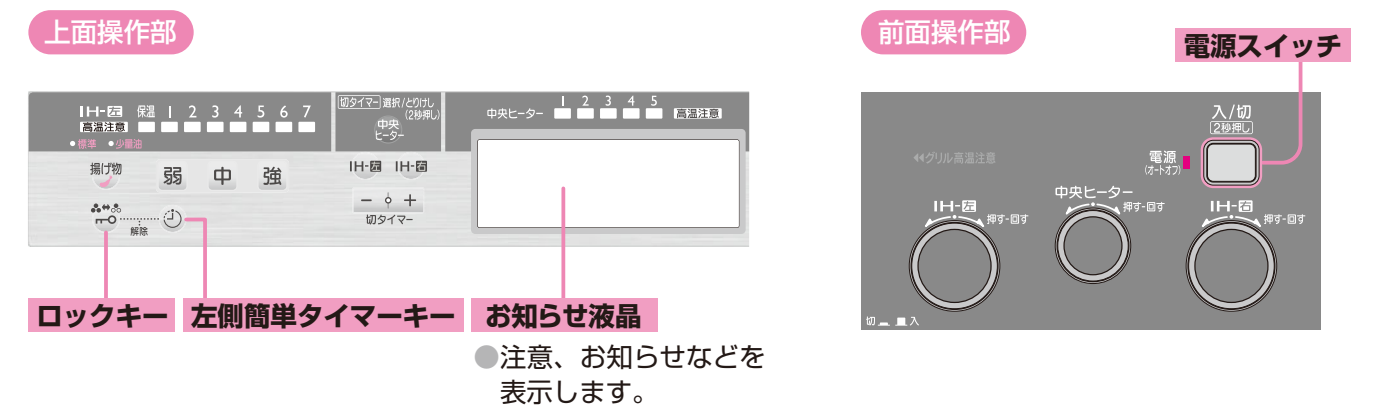 上面操作部
IH-左 保温 1 2 3 4 5 6 7
高温注意
●標準 ●少量油
切タイマー 選択/とりけし
(2秒押し)
中央
ヒーター
中央ヒーター 1 2 3 4 5 高温注意
揚げ物 弱 中 強
IH-左 IH-右
− +
切タイマー
解除
ロックキー
左側簡単タイマーキー
お知らせ液晶
●注意、お知らせなどを
表示します。
前面操作部
電源スイッチ
入/切
2秒押し
◀◀グリル高温注意
電源
(オートオフ)
中央ヒーター
押す-回す
IH-左
押す-回す
IH-右
押す-回す
切 入